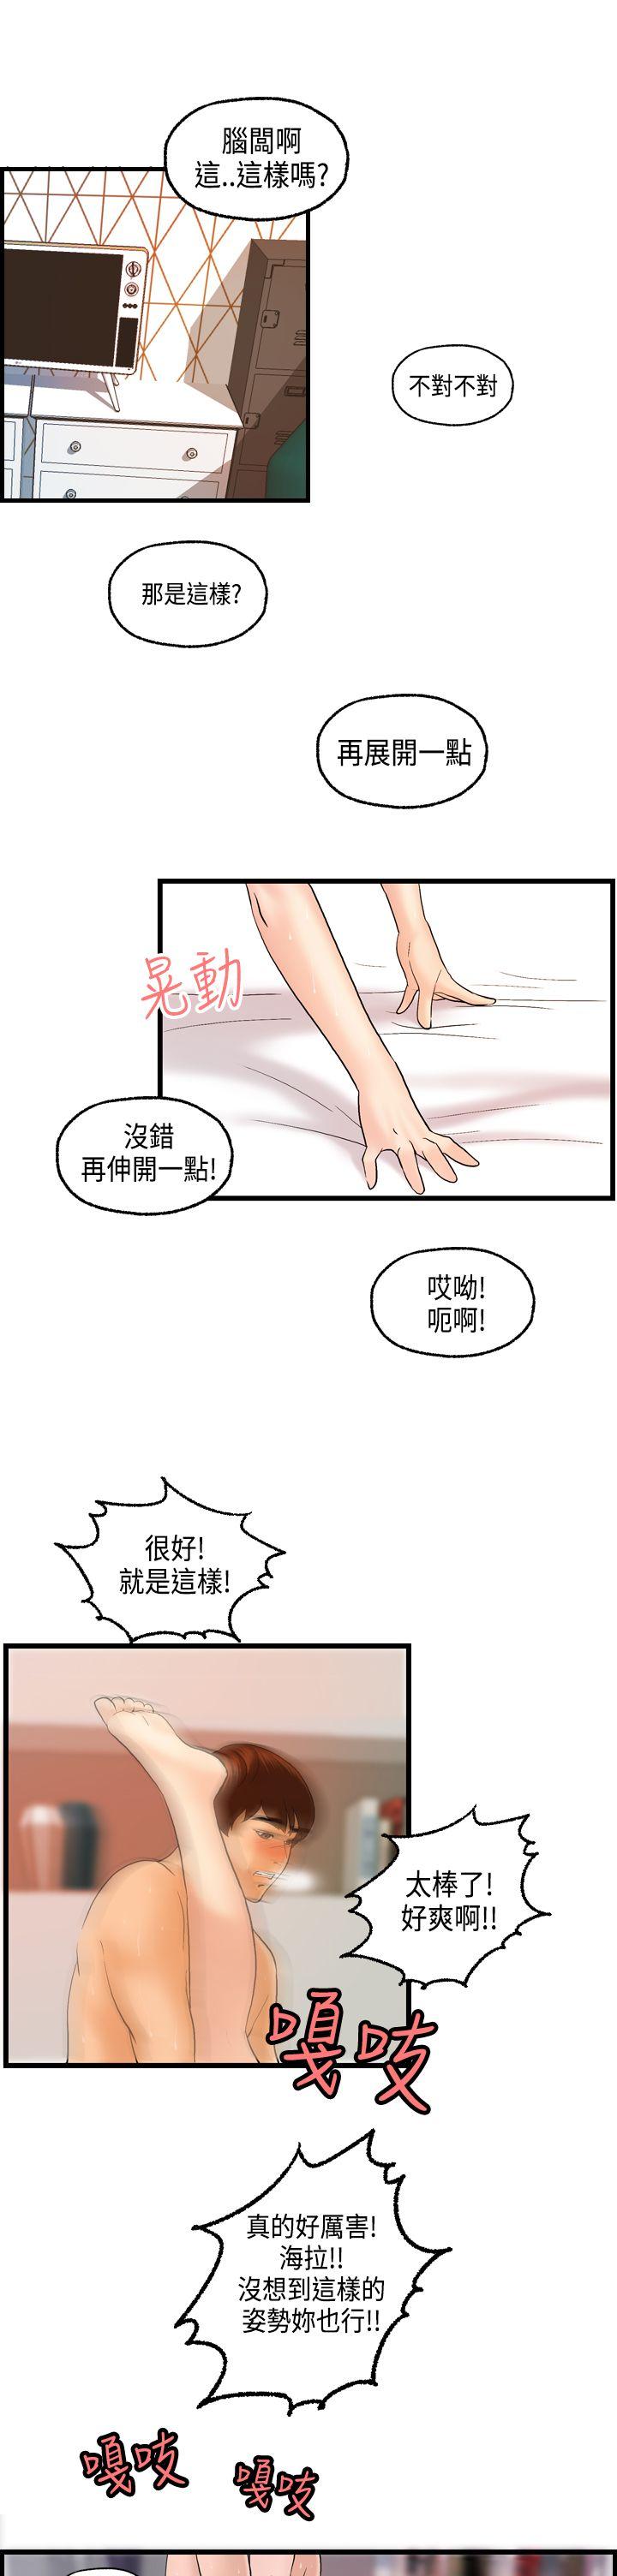 腦闆啊
這..這樣嗎?
不對不對
那是這樣?
再展開一點
晃動
沒錯
再伸開一點!
哎呦!
呃啊!
很好!
就是這樣!
太棒了!
好爽啊!!
嘎吱
真的好厲害!
海拉!!
沒想到這樣的
姿勢妳也行!!
嘎吱
嘎吱